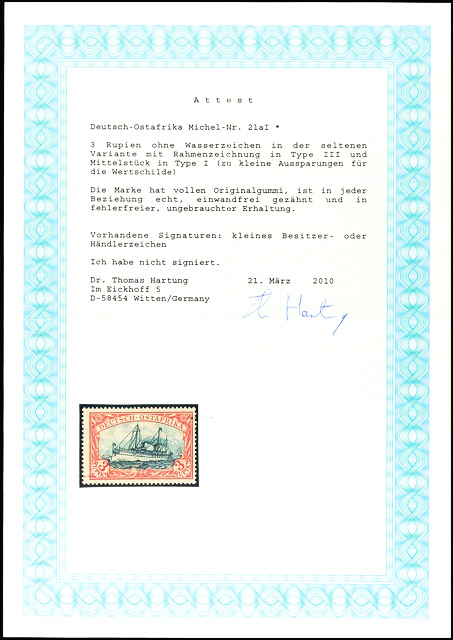 Attest
Deutsch-Ostafrika Michel-Nr. 21aI *
3 Rupien ohne Wasserzeichen in der seltenen
Variante mit Rahmenzeichnung in Type III und
Mittelstück in Type I (zu kleine Aussparungen für
die Wertschilde)
Die Marke hat vollen Originalgummi, ist in jeder
Beziehung echt, einwandfrei gezähnt und in
fehlerfreier, ungebrauchter Erhaltung.
Vorhandene Signaturen: kleines Besitzer- oder
Händlerzeichen
Ich habe nicht signiert.
Dr. Thomas Hartung 21. März 2010
Im Eickhoff 5
D-58454 Witten/Germany
DEUTSCH-OSTAFRIKA
3 3